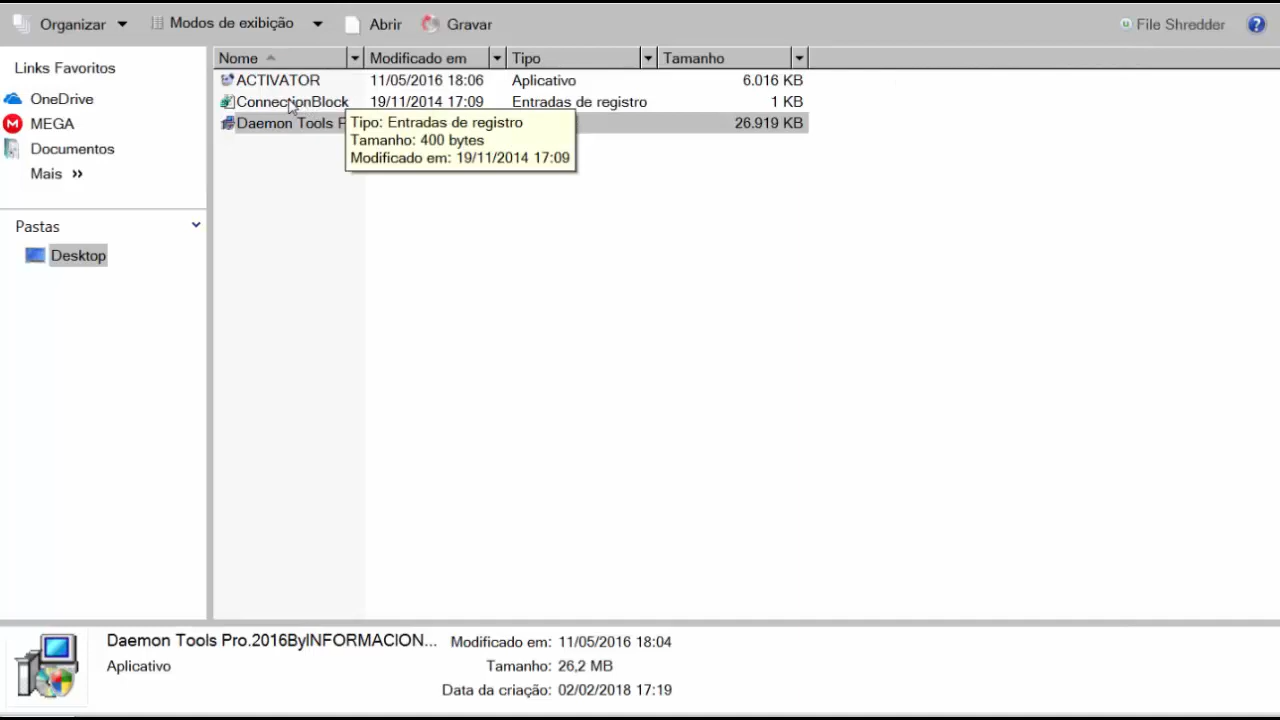 Organizar Modos de exibição Abrir Gravar File Shredder ?
Links Favoritos
OneDrive
M MEGA
Documentos
Mais »
Pastas
Desktop
Nome Modificado em Tipo Tamanho
ACTIVATOR 11/05/2016 18:06 Aplicativo 6.016 KB
ConnectionBlock 19/11/2014 17:09 Entradas de registro 1 KB
Daemon Tools P 26.919 KB
Tipo: Entradas de registro
Tamanho: 400 bytes
Modificado em: 19/11/2014 17:09
Daemon Tools Pro.2016ByINFORMACION... Modificado em: 11/05/2016 18:04
Aplicativo Tamanho: 26,2 MB
Data da criação: 02/02/2018 17:19